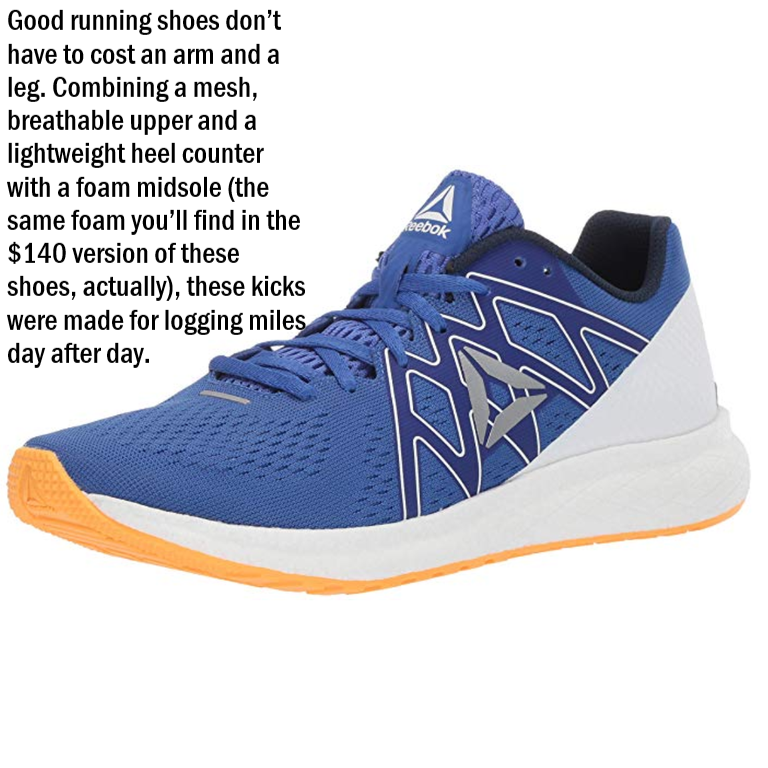 Good running shoes don’t
have to cost an arm and a
leg. Combining a mesh,
breathable upper and a
lightweight heel counter
with a foam midsole (the
same foam you’ll find in the
$140 version of these
shoes, actually), these kicks
were made for logging miles
day after day.
Reebok